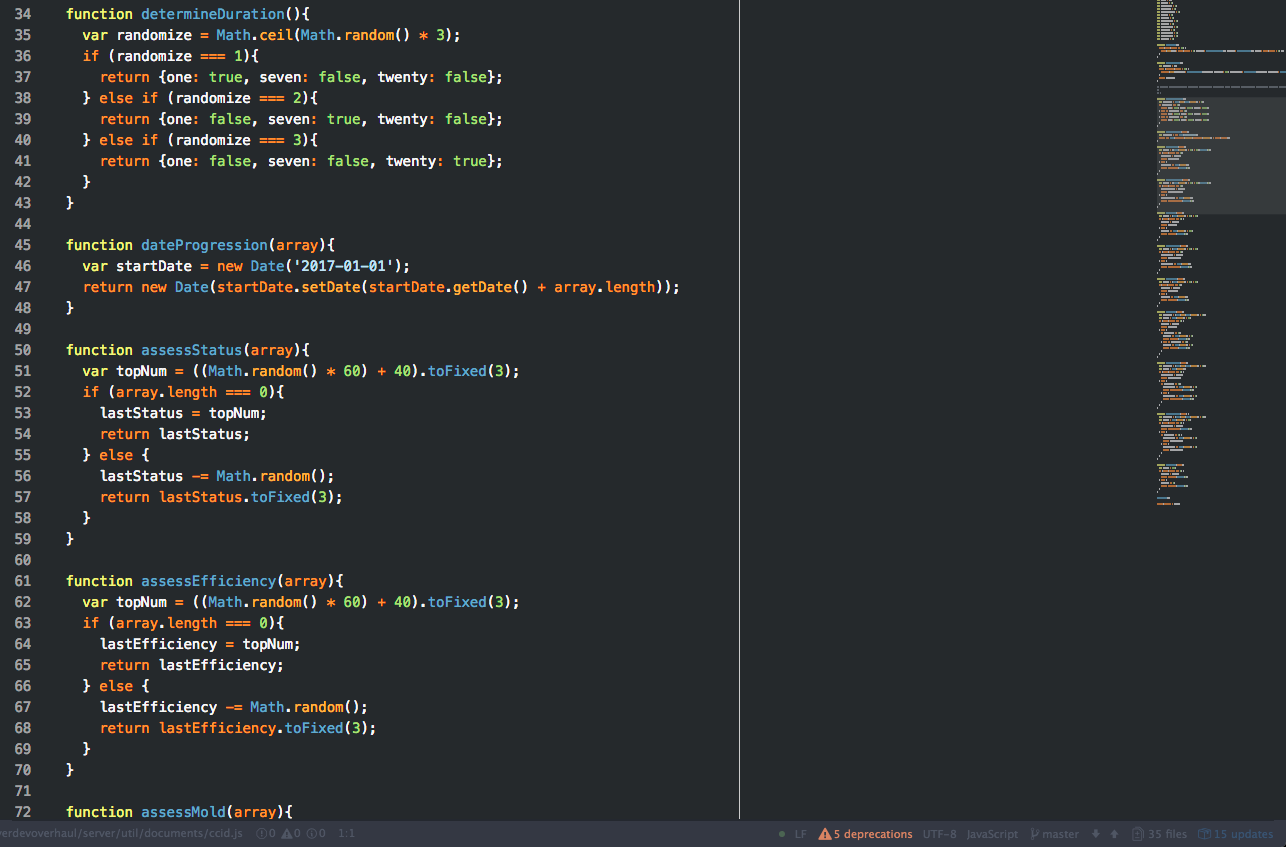 34 function determineDuration(){
35 var randomize = Math.ceil(Math.random() * 3);
36 if (randomize === 1){
37 return {one: true, seven: false, twenty: false};
38 } else if (randomize === 2){
39 return {one: false, seven: true, twenty: false};
40 } else if (randomize === 3){
41 return {one: false, seven: false, twenty: true};
42 }
43 }
44
45 function dateProgression(array){
46 var startDate = new Date('2017-01-01');
47 return new Date(startDate.setDate(startDate.getDate() + array.length));
48 }
49
50 function assessStatus(array){
51 var topNum = ((Math.random() * 60) + 40).toFixed(3);
52 if (array.length === 0){
53 lastStatus = topNum;
54 return lastStatus;
55 } else {
56 lastStatus -= Math.random();
57 return lastStatus.toFixed(3);
58 }
59 }
60
61 function assessEfficiency(array){
62 var topNum = ((Math.random() * 60) + 40).toFixed(3);
63 if (array.length === 0){
64 lastEfficiency = topNum;
65 return lastEfficiency;
66 } else {
67 lastEfficiency -= Math.random();
68 return lastEfficiency.toFixed(3);
69 }
70 }
71
72 function assessMold(array){
verdevoverhaul/server/util/documents/ccid.js 0 0 0 1:1 LF 5 deprecations UTF-8 JavaScript master 35 files 15 updates